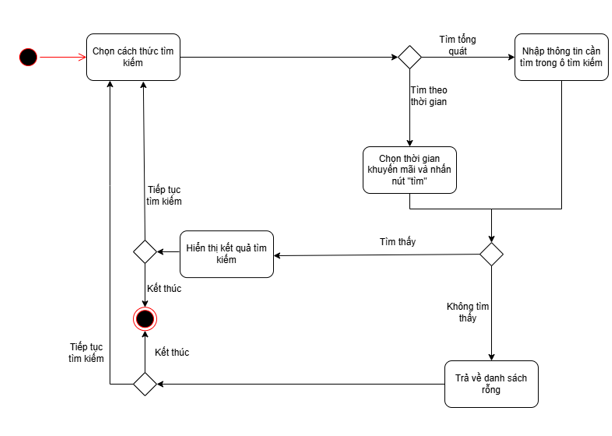 Chọn cách thức tìm
kiếm
Tìm tổng
quát
Nhập thông tin cần
tìm trong ô tìm kiếm
Tìm theo
thời gian
Chọn thời gian
khuyến mãi và nhấn
nút "tìm"
Tiếp tục
tìm kiếm
Hiển thị kết quả tìm
kiếm
Tìm thấy
Kết thúc
Không tìm
thấy
Tiếp tục
tìm kiếm
Kết thúc
Trả về danh sách
rỗng